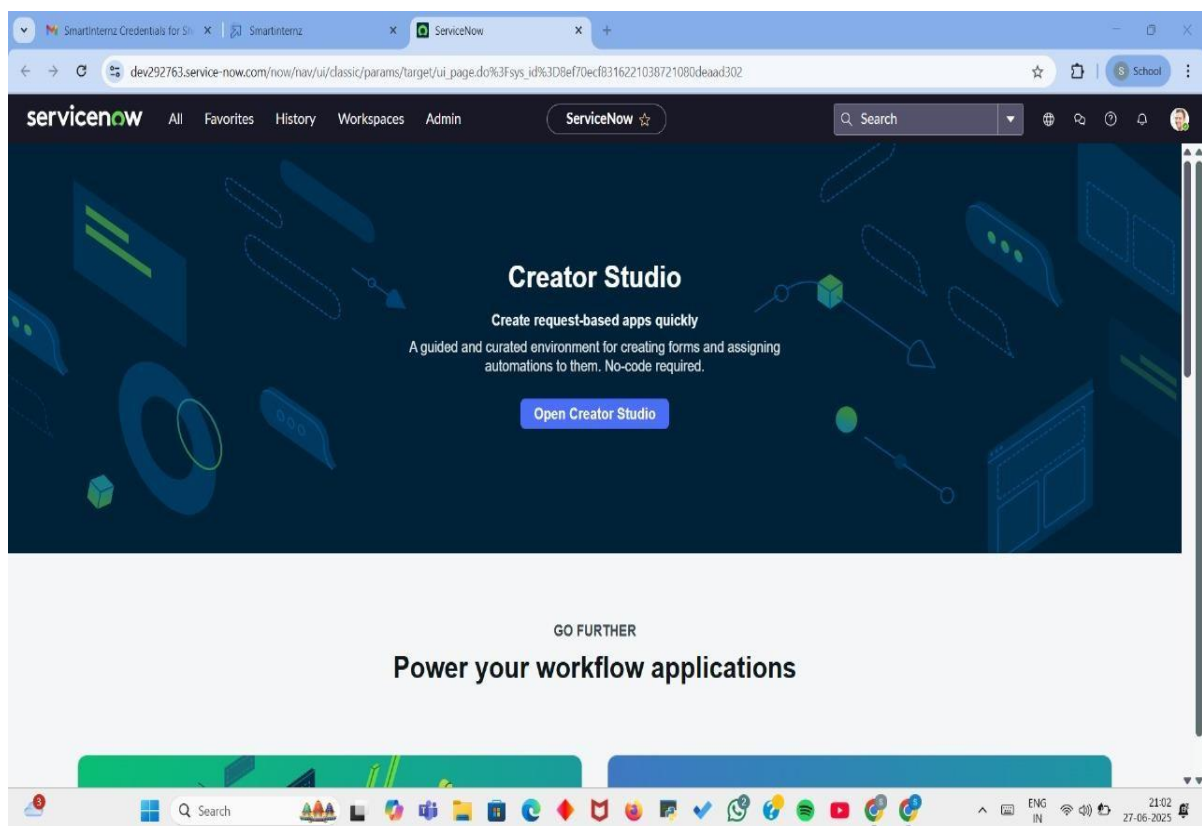 SmartInternz Credentials for Sh
Smartinternz
ServiceNow
dev292763.service-now.com/now/nav/ui/classic/params/target/ui_page.do%3Fsys_id%3D8ef70ecf8316221038721080deaad302
S School
servicenow
All Favorites History Workspaces Admin
ServiceNow
Search
Creator Studio
Create request-based apps quickly
A guided and curated environment for creating forms and assigning
automations to them. No-code required.
Open Creator Studio
GO FURTHER
Power your workflow applications
3
Search
ENG
IN
21:02
27-06-2025